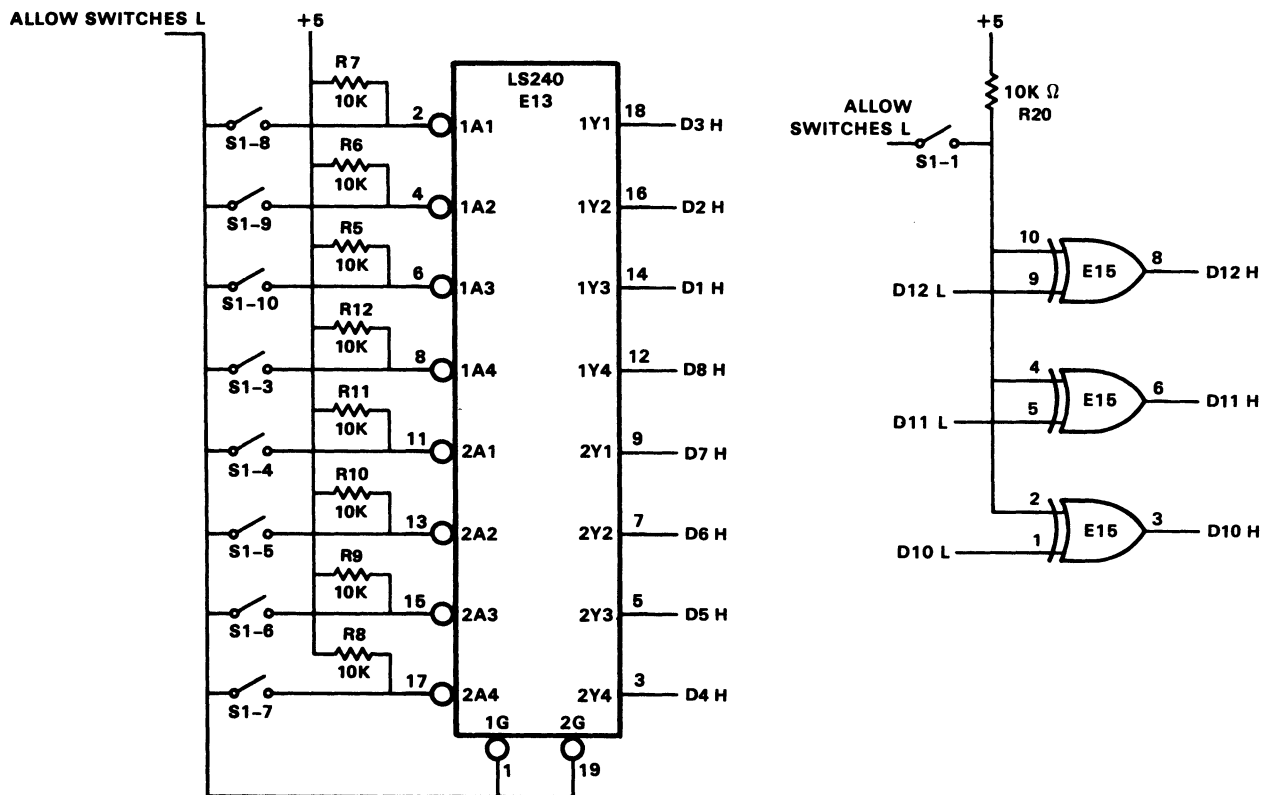 ALLOW SWITCHES L
+5
R7
10K
S1-8
2
1A1
R6
10K
S1-9
4
1A2
R5
10K
S1-10
6
1A3
R12
10K
S1-3
8
1A4
R11
10K
S1-4
11
2A1
R10
10K
S1-5
13
2A2
R9
10K
S1-6
15
2A3
R8
10K
S1-7
17
2A4
LS240
E13
1Y1
18
D3 H
1Y2
16
D2 H
1Y3
14
D1 H
1Y4
12
D8 H
2Y1
9
D7 H
2Y2
7
D6 H
2Y3
5
D5 H
2Y4
3
D4 H
1G
2G
1
19
+5
10K Ω
R20
ALLOW
SWITCHES L
S1-1
10
9
D12 L
E15
8
D12 H
4
5
D11 L
E15
6
D11 H
2
1
D10 L
E15
3
D10 H